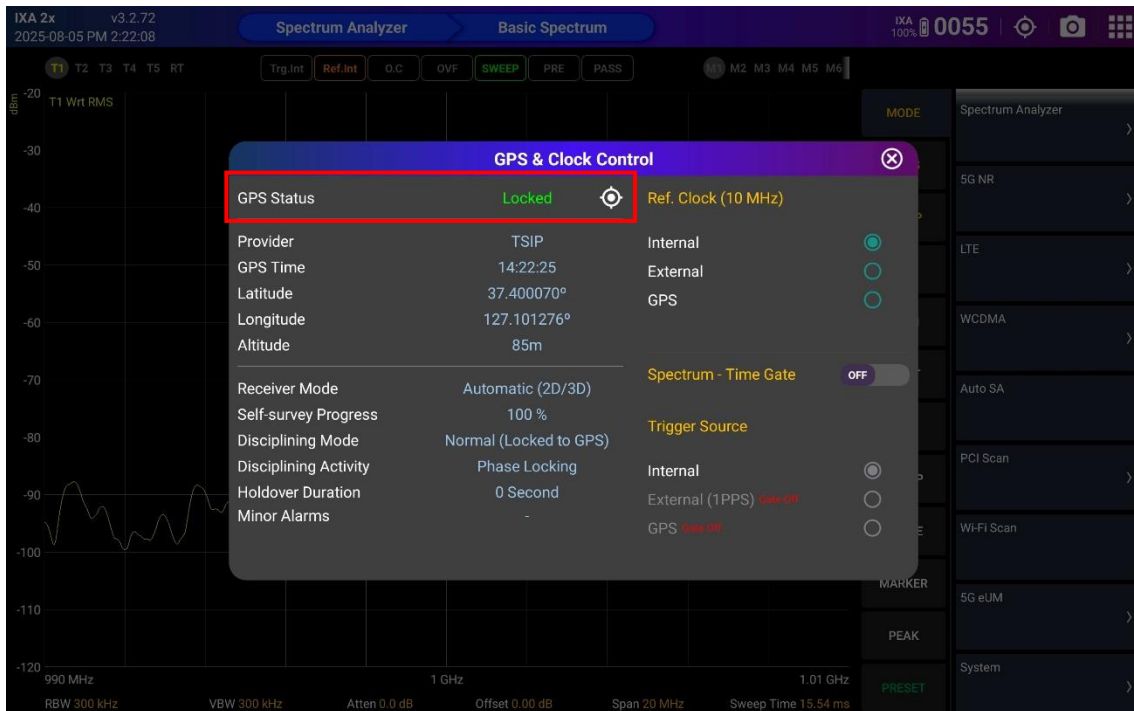 IXA 2x v3.2.72
2025-08-05 PM 2:22:08
Spectrum Analyzer
Basic Spectrum
IXA
100%
0055
T1 T2 T3 T4 T5 RT
Trg.Int Ref.Int O.C OVF SWEEP PRE PASS
M1 M2 M3 M4 M5 M6
dBm
-20
T1 Wrt RMS
-30
-40
-50
-60
-70
-80
-90
-100
-110
-120
GPS & Clock Control
GPS Status Locked
Provider TSIP
GPS Time 14:22:25
Latitude 37.400070º
Longitude 127.101276º
Altitude 85m
Receiver Mode Automatic (2D/3D)
Self-survey Progress 100 %
Disciplining Mode Normal (Locked to GPS)
Disciplining Activity Phase Locking
Holdover Duration 0 Second
Minor Alarms -
Ref. Clock (10 MHz)
Internal
External
GPS
Spectrum - Time Gate OFF
Trigger Source
Internal
External (1PPS) Gate Off
GPS Gate Off
MODE
MARKER
PEAK
PRESET
Spectrum Analyzer
5G NR
LTE
WCDMA
Auto SA
PCI Scan
Wi-Fi Scan
5G eUM
System
990 MHz 1 GHz 1.01 GHz
RBW 300 kHz VBW 300 kHz Atten 0.0 dB Offset 0.00 dB Span 20 MHz Sweep Time 15.54 ms